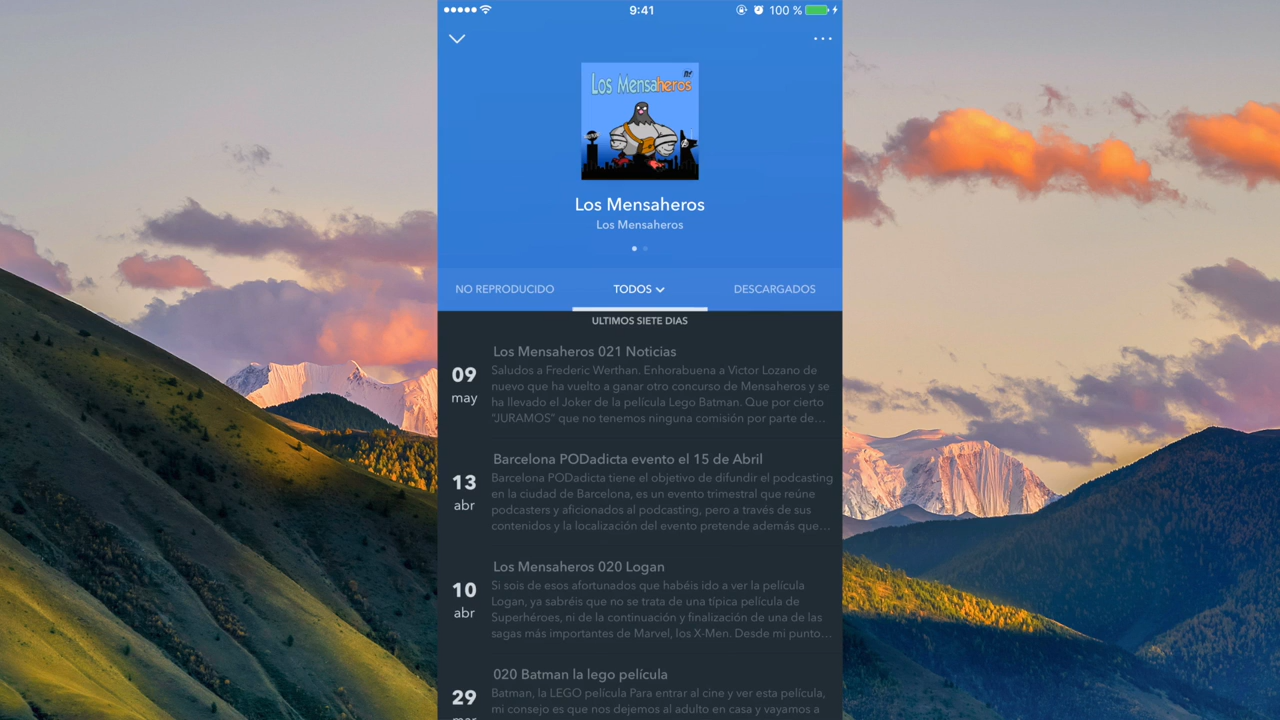 9:41
100 %
Los Mensaheros
Los Mensaheros
Los Mensaheros
NO REPRODUCIDO
TODOS
DESCARGADOS
ULTIMOS SIETE DIAS
Los Mensaheros 021 Noticias
09 may
Saludos a Frederic Werthan. Enhorabuena a Victor Lozano de
nuevo que ha vuelto a ganar otro concurso de Mensaheros y se
ha llevado el Joker de la película Lego Batman. Que por cierto
“JURAMOS” que no tenemos ninguna comisión por parte de…
Barcelona PODadicta evento el 15 de Abril
13 abr
Barcelona PODadicta tiene el objetivo de difundir el podcasting
en la ciudad de Barcelona, es un evento trimestral que reúne
podcasters y aficionados al podcasting, pero a través de sus
contenidos y la localización del evento pretende además que…
Los Mensaheros 020 Logan
10 abr
Si sois de esos afortunados que habéis ido a ver la película
Logan, ya sabréis que no se trata de una típica película de
Superhéroes, ni de la continuación y finalización de una de las
sagas más importantes de Marvel, los X-Men. Desde mi punto…
020 Batman la lego película
29
Batman, la LEGO película Para entrar al cine y ver esta película,
mi consejo es que nos dejemos al adulto en casa y vayamos a